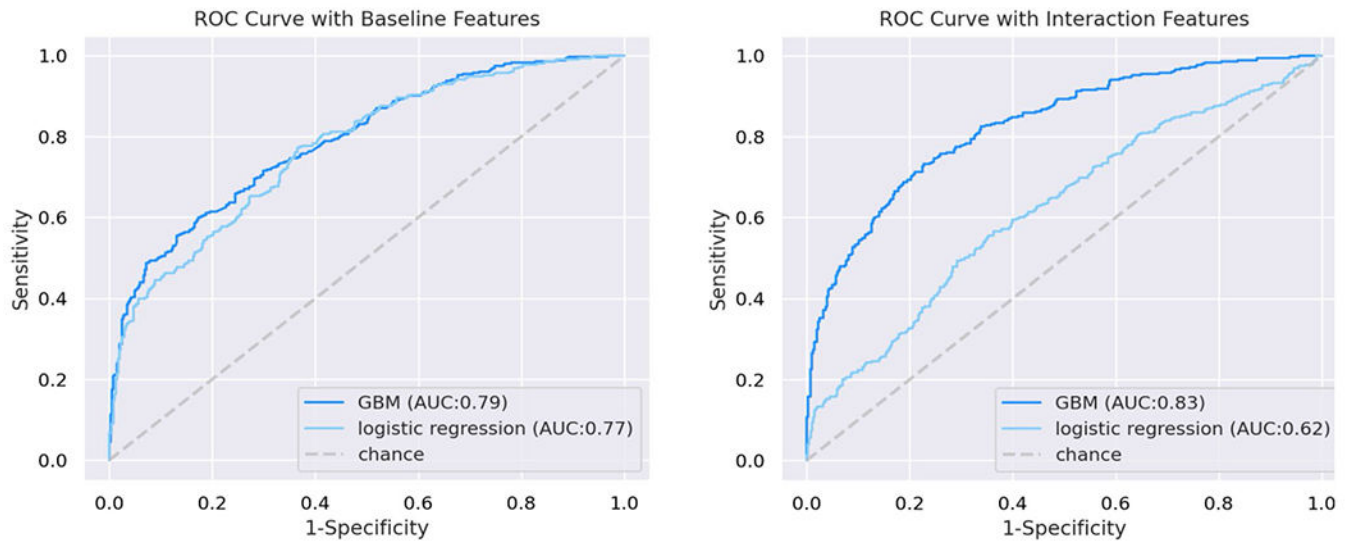 ROC Curve with Baseline Features
1.0
0.8
0.6
0.4
0.2
0.0
Sensitivity
GBM (AUC:0.79)
logistic regression (AUC:0.77)
chance
0.0 0.2 0.4 0.6 0.8 1.0
1-Specificity
ROC Curve with Interaction Features
1.0
0.8
0.6
0.4
0.2
0.0
Sensitivity
GBM (AUC:0.83)
logistic regression (AUC:0.62)
chance
0.0 0.2 0.4 0.6 0.8 1.0
1-Specificity